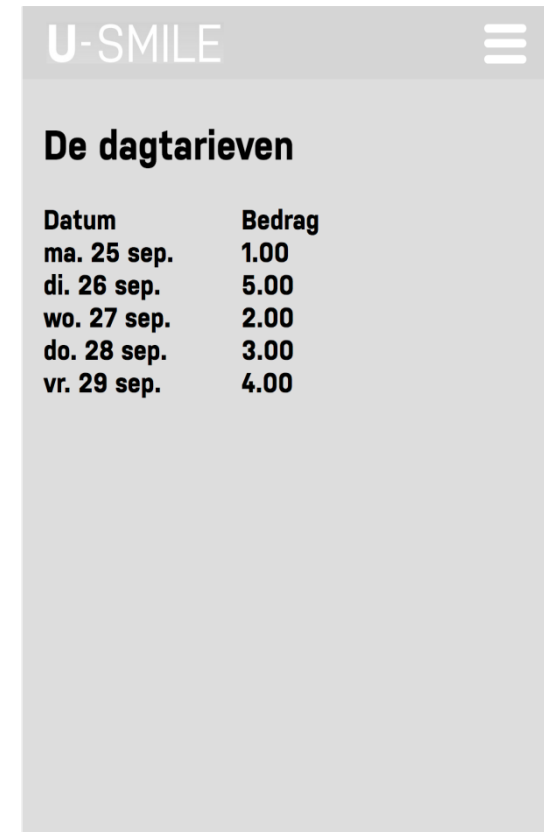 U-SMILE
De dagtarieven
Datum Bedrag
ma. 25 sep. 1.00
di. 26 sep. 5.00
wo. 27 sep. 2.00
do. 28 sep. 3.00
vr. 29 sep. 4.00